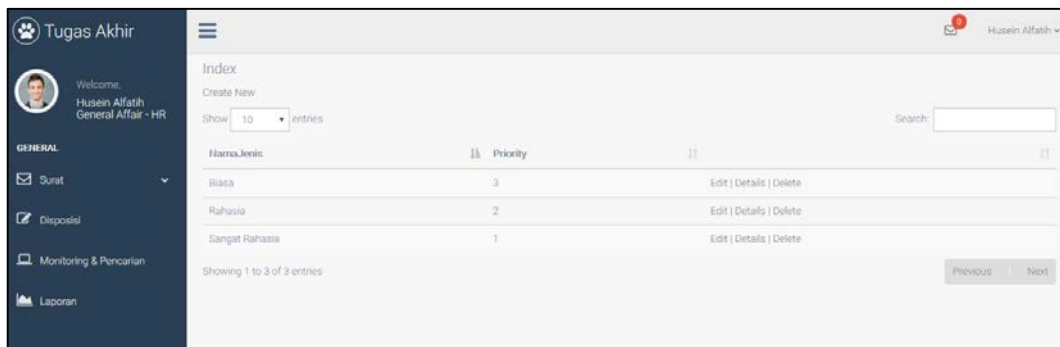 Tugas Akhir
0
Husein Alfatih
Welcome,
Husein Alfatih
General Affair - HR
GENERAL
Surat
Disposisi
Monitoring & Pencarian
Laporan
Index
Create New
Show 10 entries
Search:
NamaJenis Priority
Biasa 3 Edit | Details | Delete
Rahasia 2 Edit | Details | Delete
Sangat Rahasia 1 Edit | Details | Delete
Showing 1 to 3 of 3 entries
Previous Next